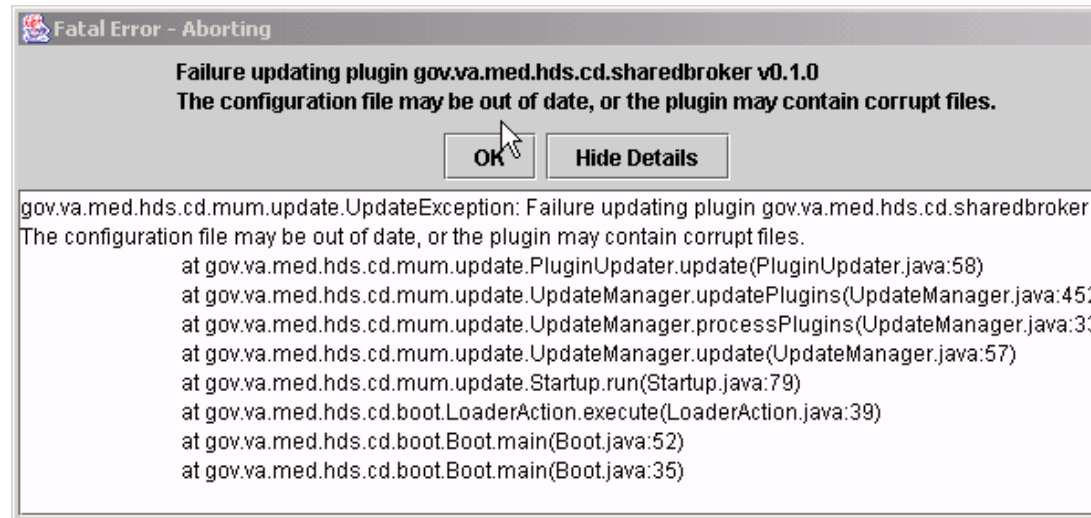 Fatal Error - Aborting
Failure updating plugin gov.va.med.hds.cd.sharedbroker v0.1.0
The configuration file may be out of date, or the plugin may contain corrupt files.
OK Hide Details
gov.va.med.hds.cd.mum.update.UpdateException: Failure updating plugin gov.va.med.hds.cd.sharedbroker
The configuration file may be out of date, or the plugin may contain corrupt files.
at gov.va.med.hds.cd.mum.update.PluginUpdater.update(PluginUpdater.java:58)
at gov.va.med.hds.cd.mum.update.UpdateManager.updatePlugins(UpdateManager.java:452
at gov.va.med.hds.cd.mum.update.UpdateManager.processPlugins(UpdateManager.java:33
at gov.va.med.hds.cd.mum.update.UpdateManager.update(UpdateManager.java:57)
at gov.va.med.hds.cd.mum.update.Startup.run(Startup.java:79)
at gov.va.med.hds.cd.boot.LoaderAction.execute(LoaderAction.java:39)
at gov.va.med.hds.cd.boot.Boot.main(Boot.java:52)
at gov.va.med.hds.cd.boot.Boot.main(Boot.java:35)